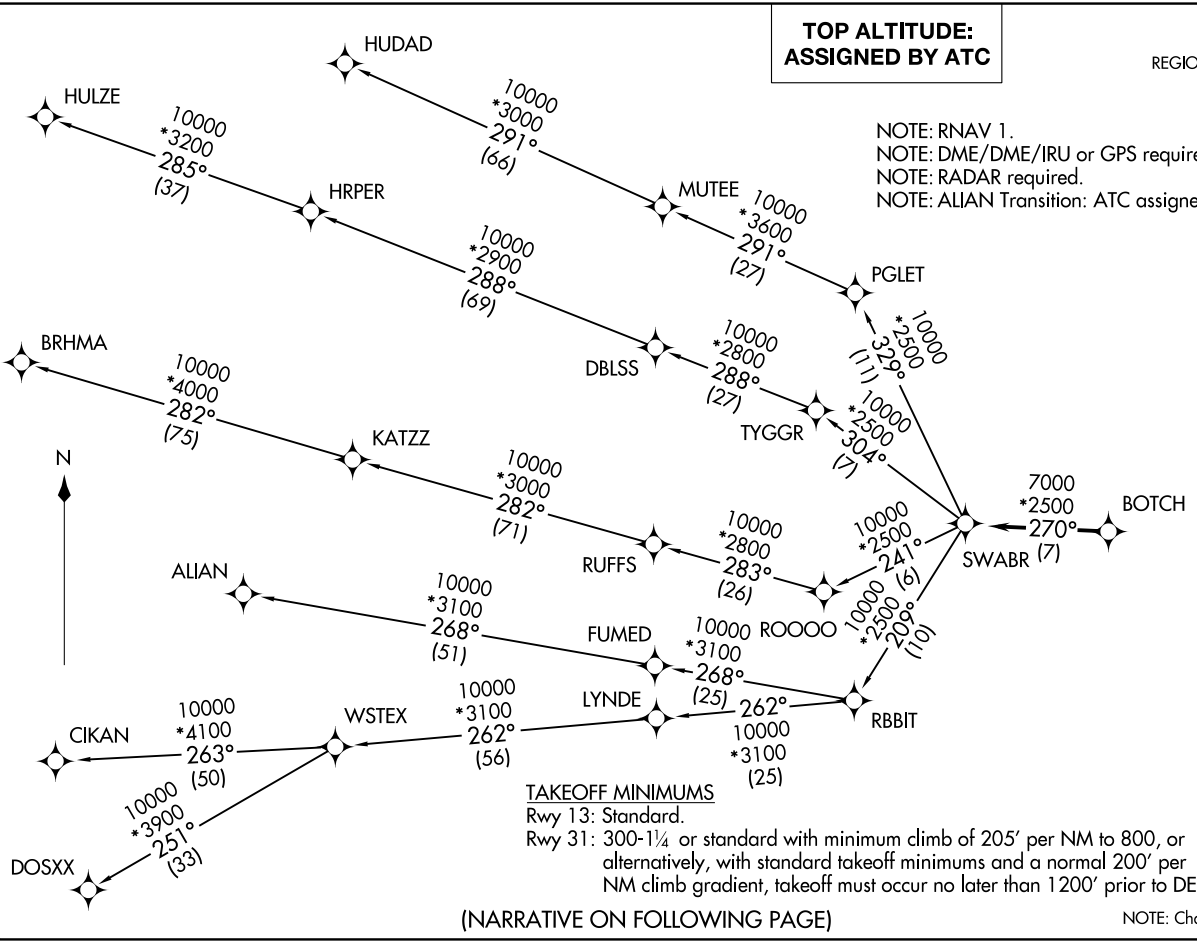 TOP ALTITUDE:
ASSIGNED BY ATC
REGIO
NOTE: RNAV 1.
NOTE: DME/DME/IRU or GPS require
NOTE: RADAR required.
NOTE: ALIAN Transition: ATC assigne
HUDAD
10000
*3000
291°
(66)
HULZE
10000
*3200
285°
(37)
HRPER
MUTEE
10000
*3600
291°
(27)
PGLET
10000
*2900
288°
(69)
10000
*2500
329°
(11)
BRHMA
10000
*4000
282°
(75)
DBLSS
10000
*2800
288°
(27)
TYGGR
10000
*2500
304°
(7)
KATZZ
N
10000
*3000
282°
(71)
7000
*2500
270°
(7)
BOTCH
SWABR
RUFFS
10000
*2800
283°
(26)
10000
*2500
241°
(6)
ROOOO
10000
*2500
209°
(10)
ALIAN
10000
*3100
268°
(51)
FUMED
10000
*3100
268°
(25)
RBBIT
LYNDE
262°
10000
*3100
(25)
WSTEX
10000
*3100
262°
(56)
CIKAN
10000
*4100
263°
(50)
10000
*3900
251°
(33)
DOSXX
TAKEOFF MINIMUMS
Rwy 13: Standard.
Rwy 31: 300-1¼ or standard with minimum climb of 205' per NM to 800, or
alternatively, with standard takeoff minimums and a normal 200' per
NM climb gradient, takeoff must occur no later than 1200' prior to DE
(NARRATIVE ON FOLLOWING PAGE)
NOTE: Cha